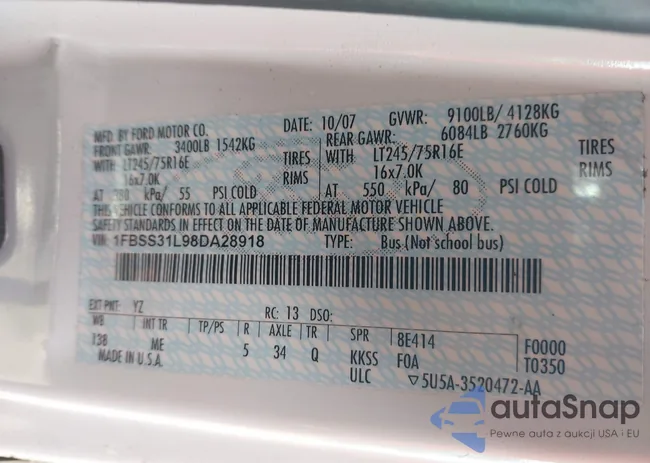 MFD. BY FORD MOTOR CO. DATE: 10/07 GVWR: 9100LB/ 4128KG
FRONT GAWR: 3400LB 1542KG REAR GAWR: 6084LB 2760KG
WITH LT245/75R16E TIRES WITH LT245/75R16E TIRES
16x7.0K RIMS 16x7.0K RIMS
AT 380 kPa/ 55 PSI COLD AT 550 kPa/ 80 PSI COLD
THIS VEHICLE CONFORMS TO ALL APPLICABLE FEDERAL MOTOR VEHICLE
SAFETY STANDARDS IN EFFECT ON THE DATE OF MANUFACTURE SHOWN ABOVE.
VIN: 1FBSS31L98DA28918 TYPE: Bus (Not school bus)
EXT PNT: YZ RC: 13 DSO:
WB INT TR TP/PS R AXLE TR SPR 8E414 F0000
138 ME 5 34 Q KKSS F0A T0350
MADE IN U.S.A. ULC ▽5U5A-3520472-AA
autaSnap
Pewne auta z aukcji USA i EU